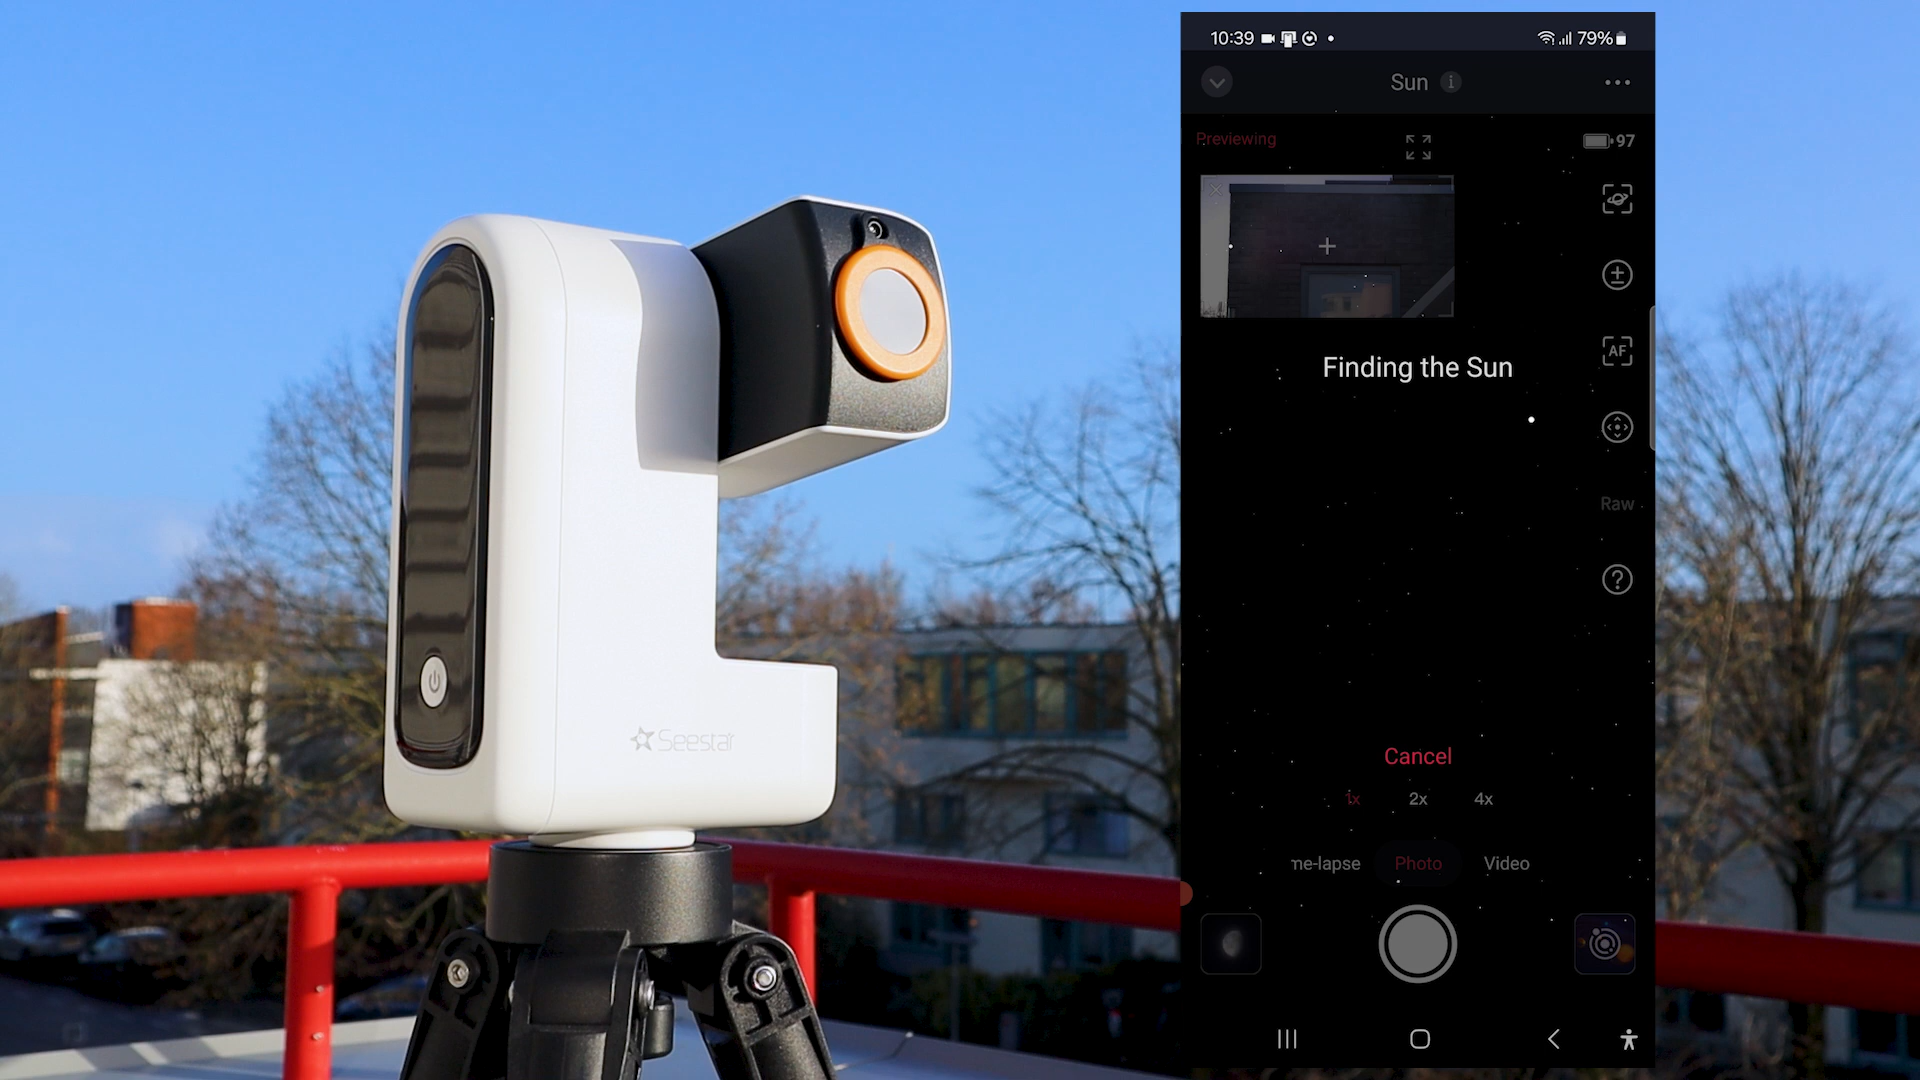 10:39
79%
Sun
i
Previewing
97
AF
Finding the Sun
Raw
?
Cancel
1x 2x 4x
me-lapse Photo Video
Seestar